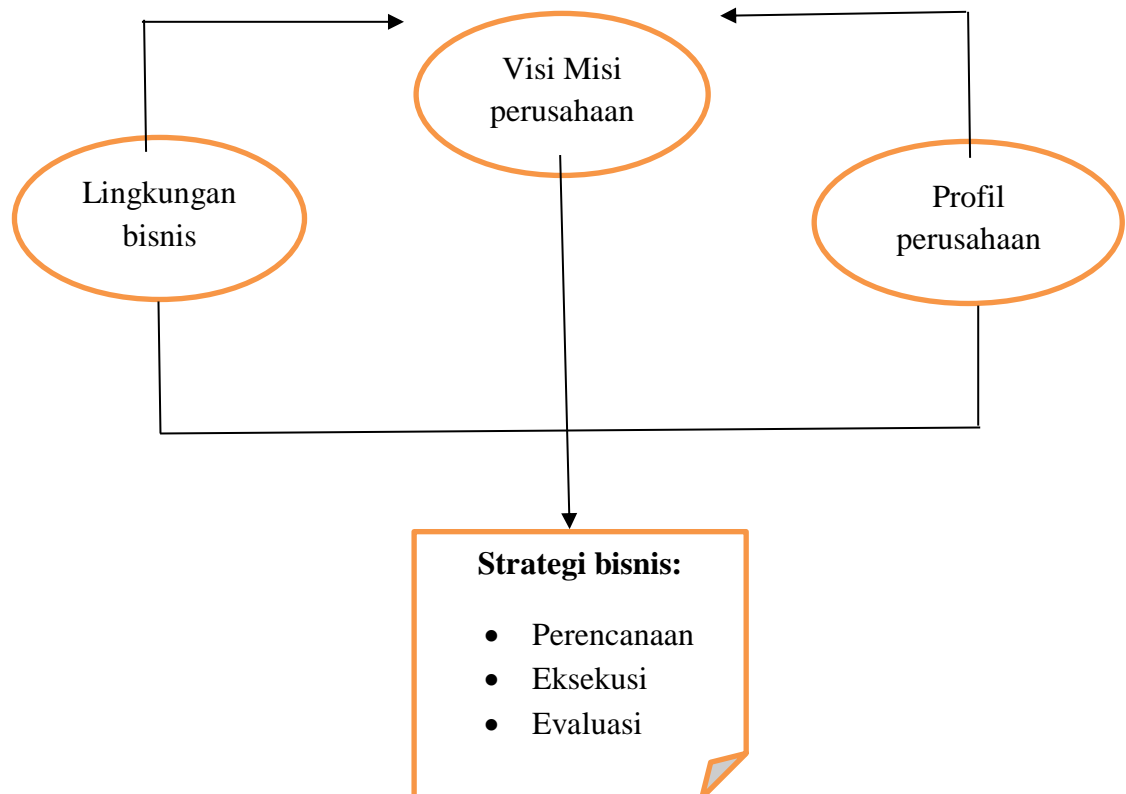 Visi Misi
perusahaan
Lingkungan
bisnis
Profil
perusahaan
Strategi bisnis:
• Perencanaan
• Eksekusi
• Evaluasi